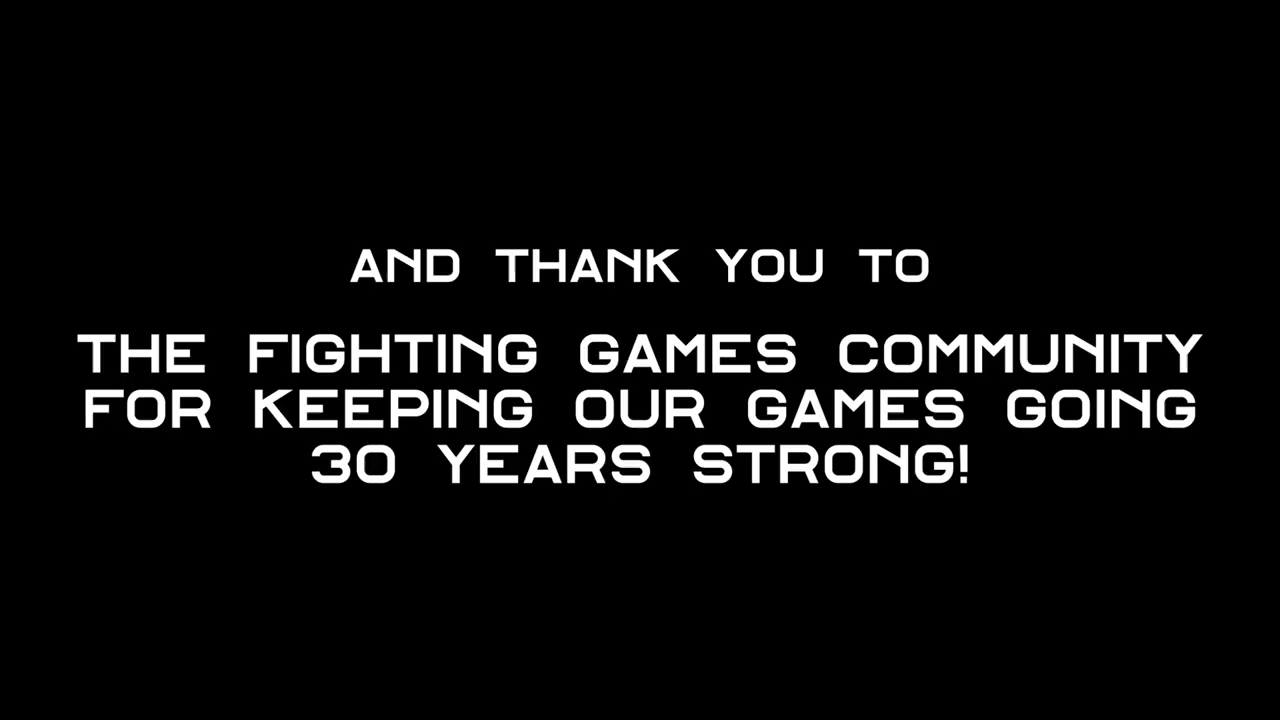 AND THANK YOU TO
THE FIGHTING GAMES COMMUNITY
FOR KEEPING OUR GAMES GOING
30 YEARS STRONG!